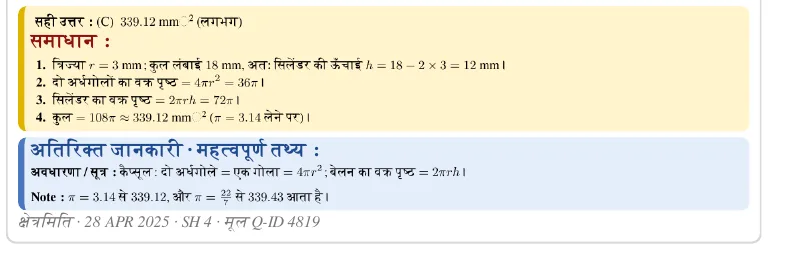 सही उत्तर : (C) 339.12 mm◌² (लगभग)
समाधान :
1. त्रिज्या r = 3 mm; कुल लंबाई 18 mm, अतः सिलेंडर की ऊँचाई h = 18 − 2 × 3 = 12 mm।
2. दो अर्धगोलों का वक्र पृष्ठ = 4πr² = 36π।
3. सिलेंडर का वक्र पृष्ठ = 2πrh = 72π।
4. कुल = 108π ≈ 339.12 mm◌² (π = 3.14 लेने पर)।
अतिरिक्त जानकारी · महत्वपूर्ण तथ्य :
अवधारणा / सूत्र : कैप्सूल: दो अर्धगोले = एक गोला = 4πr²; बेलन का वक्र पृष्ठ = 2πrh।
Note : π = 3.14 से 339.12, और π = 22/7 से 339.43 आता है।
क्षेत्रमिति · 28 APR 2025 · SH 4 · मूल Q-ID 4819